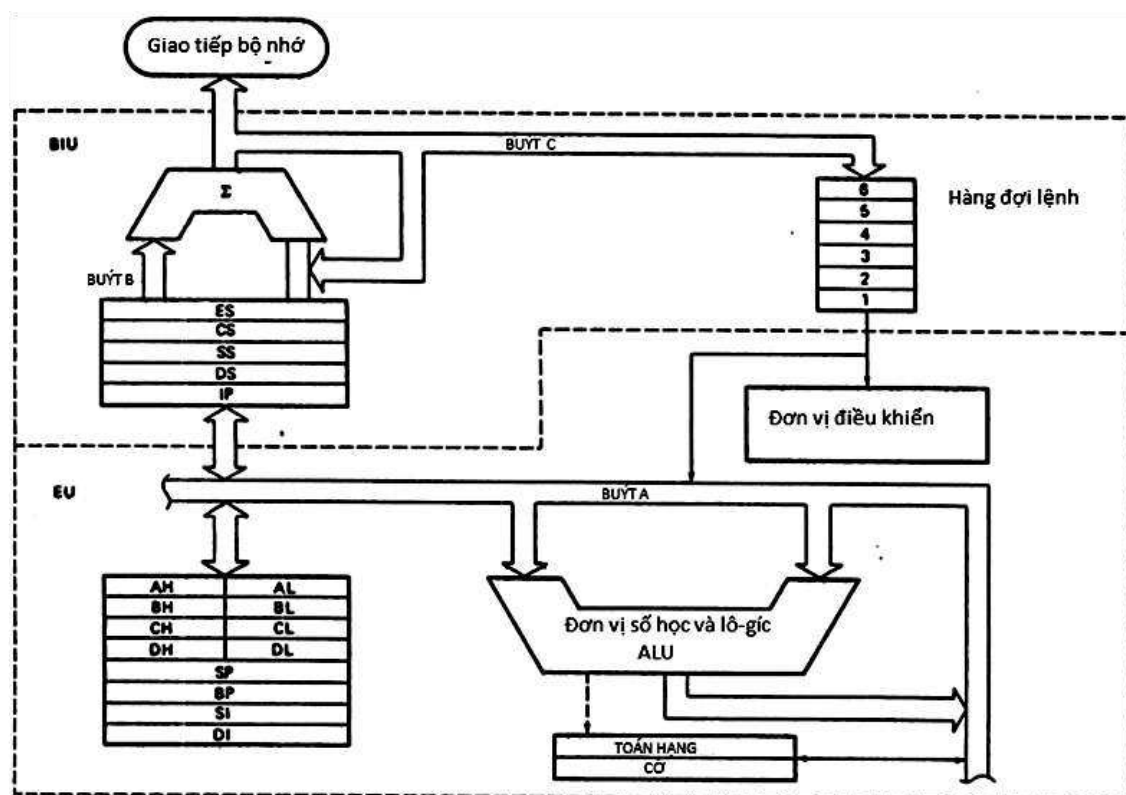 Giao tiếp bộ nhớ
BIU
BUÝT C
Σ
BUÝT B
ES
CS
SS
DS
IP
6
5
4
3
2
1
Hàng đợi lệnh
Đơn vị điều khiển
EU
BUÝT A
AH AL
BH BL
CH CL
DH DL
SP
BP
SI
DI
Đơn vị số học và lô-gíc
ALU
TOÁN HẠNG
CỜ